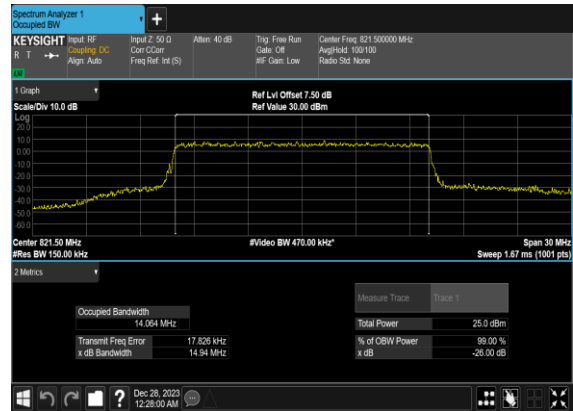 Spectrum Analyzer 1
Occupied BW
+
KEYSIGHT
R T
LW
Input: RF
Coupling: DC
Align: Auto
Input Z: 50 Ω
Corr CCorr
Freq Ref: Int (S)
Atten: 40 dB
Trig: Free Run
Gate: Off
#IF Gain: Low
Center Freq: 821.500000 MHz
Avg|Hold: 100/100
Radio Std: None
1 Graph
Scale/Div 10.0 dB
Ref Lvl Offset 7.50 dB
Ref Value 30.00 dBm
Log
20.0
10.0
0.00
-10.0
-20.0
-30.0
-40.0
-50.0
-60.0
Center 821.50 MHz
#Res BW 150.00 kHz
#Video BW 470.00 kHz*
Span 30 MHz
Sweep 1.67 ms (1001 pts)
2 Metrics
Measure Trace
Trace 1
Occupied Bandwidth
14.064 MHz
Total Power
25.0 dBm
Transmit Freq Error
17.826 kHz
% of OBW Power
99.00 %
x dB Bandwidth
14.94 MHz
x dB
-26.00 dB
?
Dec 28, 2023
12:28:00 AM